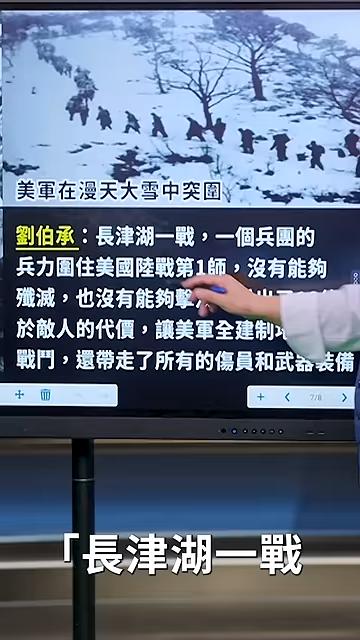 美軍在漫天大雪中突圍
劉伯承：長津湖一戰，一個兵團的
兵力圍住美國陸戰第1師，沒有能夠
殲滅，也沒有能夠擊
於敵人的代價，讓美軍全建制地
戰鬥，還帶走了所有的傷員和武器裝備
7/8
「長津湖一戰